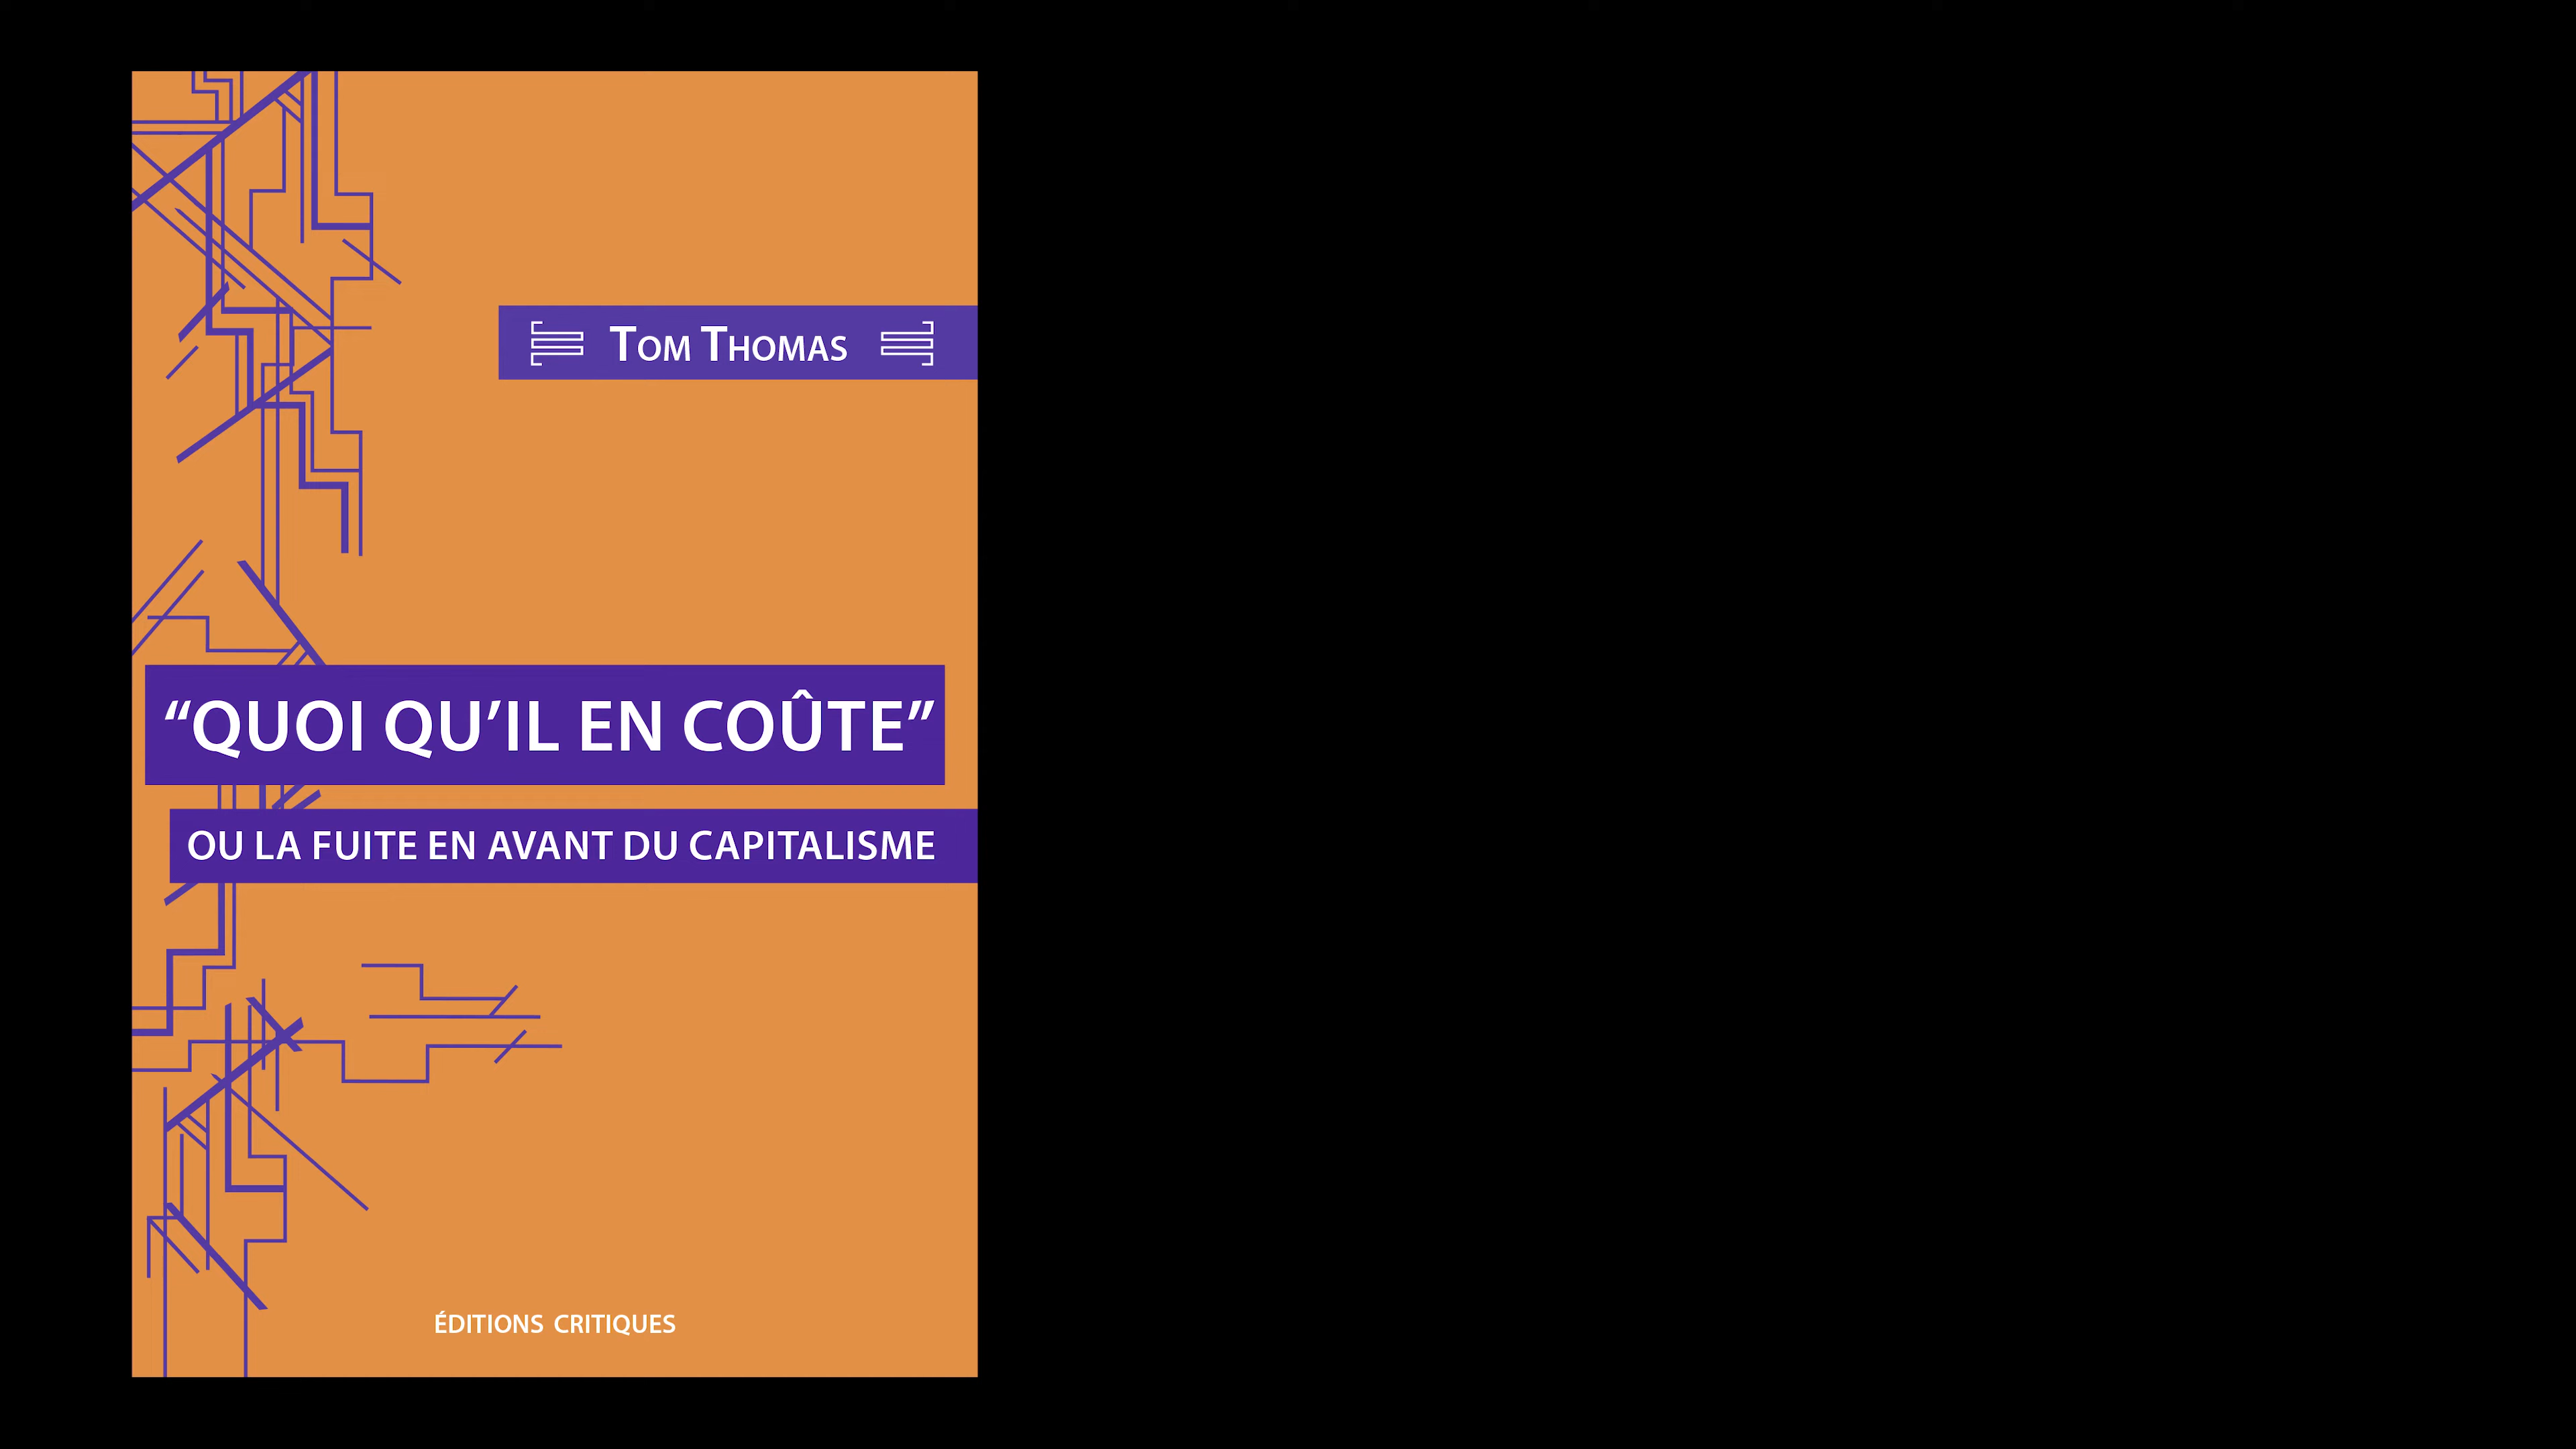 TOM THOMAS
“QUOI QU’IL EN COÛTE”
OU LA FUITE EN AVANT DU CAPITALISME
ÉDITIONS CRITIQUES